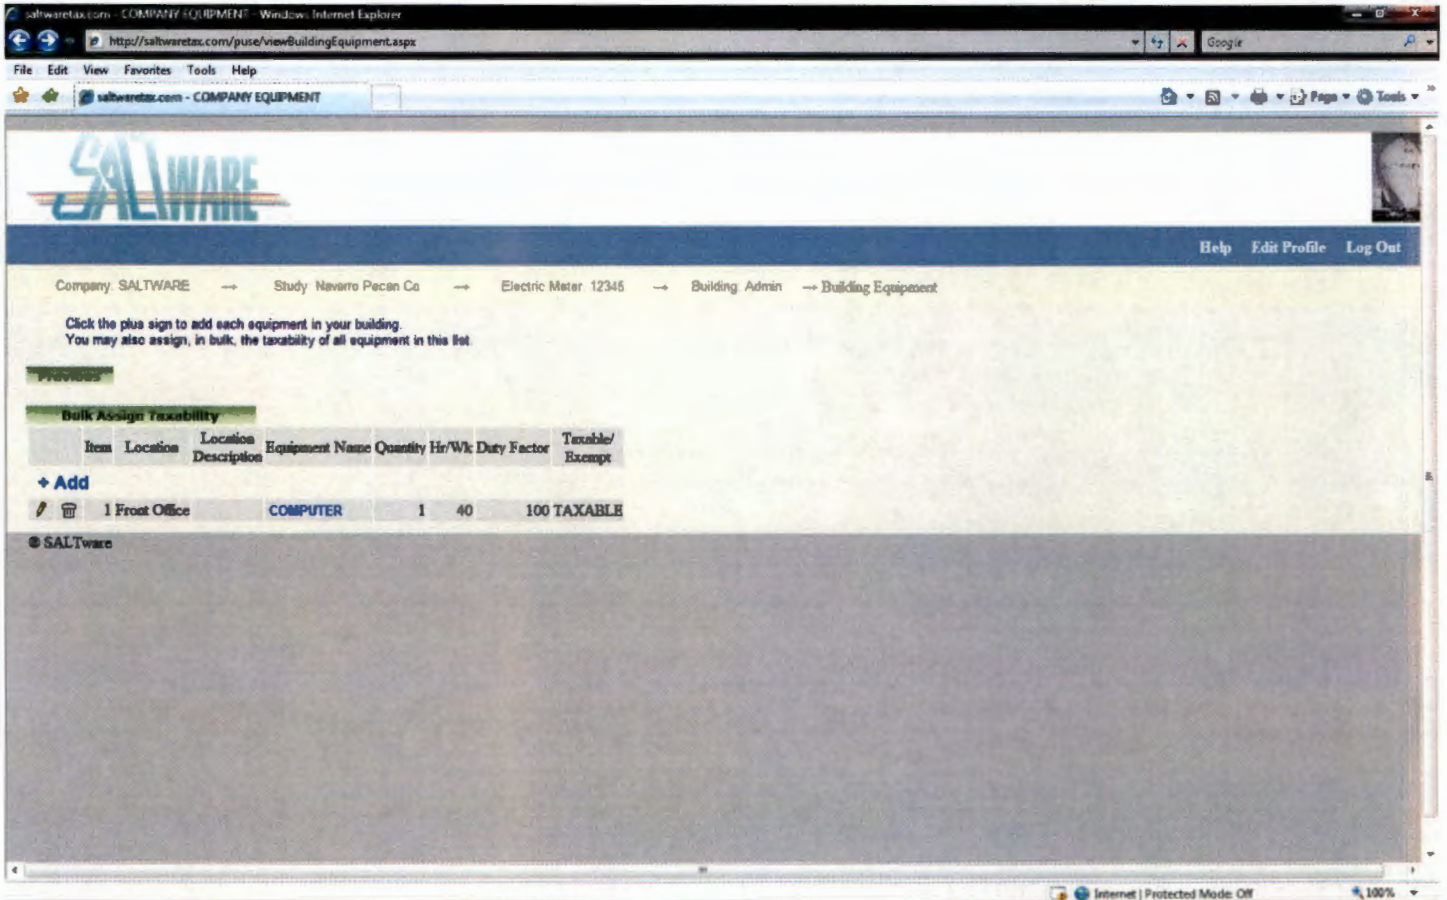 saltwaretax.com - COMPANY EQUIPMENT - Windows Internet Explorer
http://saltwaretax.com/puse/viewBuildingEquipment.aspx
Google
File Edit View Favorites Tools Help
saltwaretax.com - COMPANY EQUIPMENT
Page Tools
SALTWARE
Help Edit Profile Log Out
Company: SALTWARE → Study: Navarro Pecan Co → Electric Meter: 12345 → Building: Admin → Building Equipment
Click the plus sign to add each equipment in your building.
You may also assign, in bulk, the taxability of all equipment in this list.
Previous
Bulk Assign Taxability
Item Location Location Description Equipment Name Quantity Hr/Wk Duty Factor Taxable/ Exempt
+ Add
1 Front Office COMPUTER 1 40 100 TAXABLE
© SALTware
Internet | Protected Mode: Off 100%